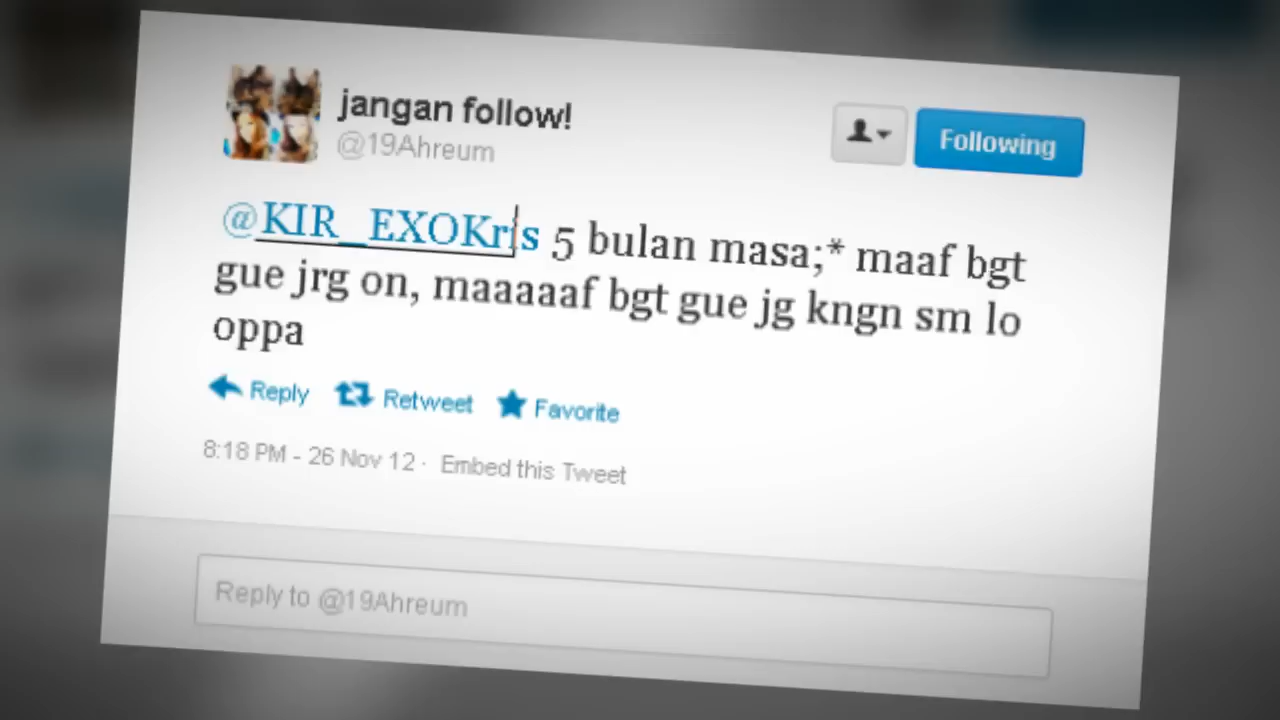 jangan follow!
@19Ahreum
Following
@KIR_EXOKris 5 bulan masa;* maaf bgt
gue jrg on, maaaaaf bgt gue jg kngn sm lo
oppa
Reply Retweet Favorite
8:18 PM - 26 Nov 12 · Embed this Tweet
Reply to @19Ahreum